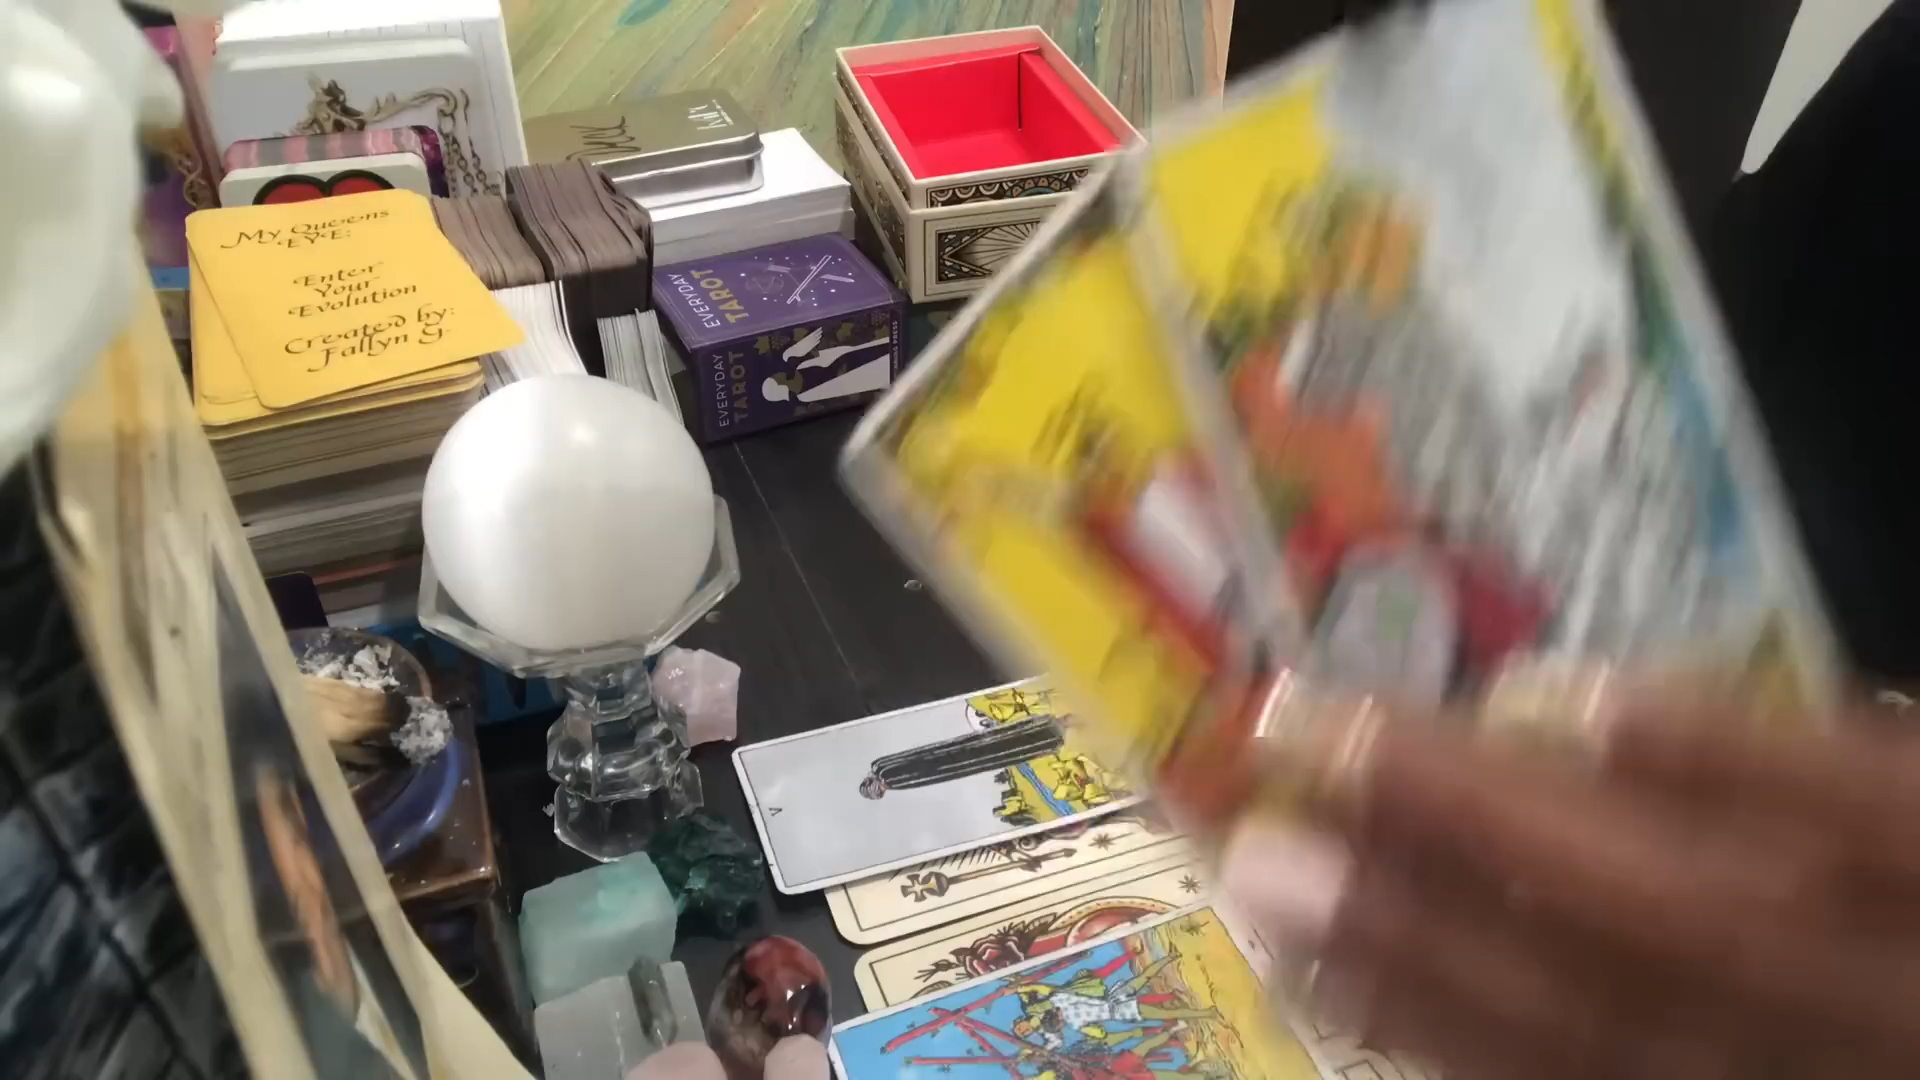 My Queens
EYE:
Enter
Your
Evolution
Created by:
Fallyn G.
EVERYDAY
TAROT
EVERYDAY
TAROT
V